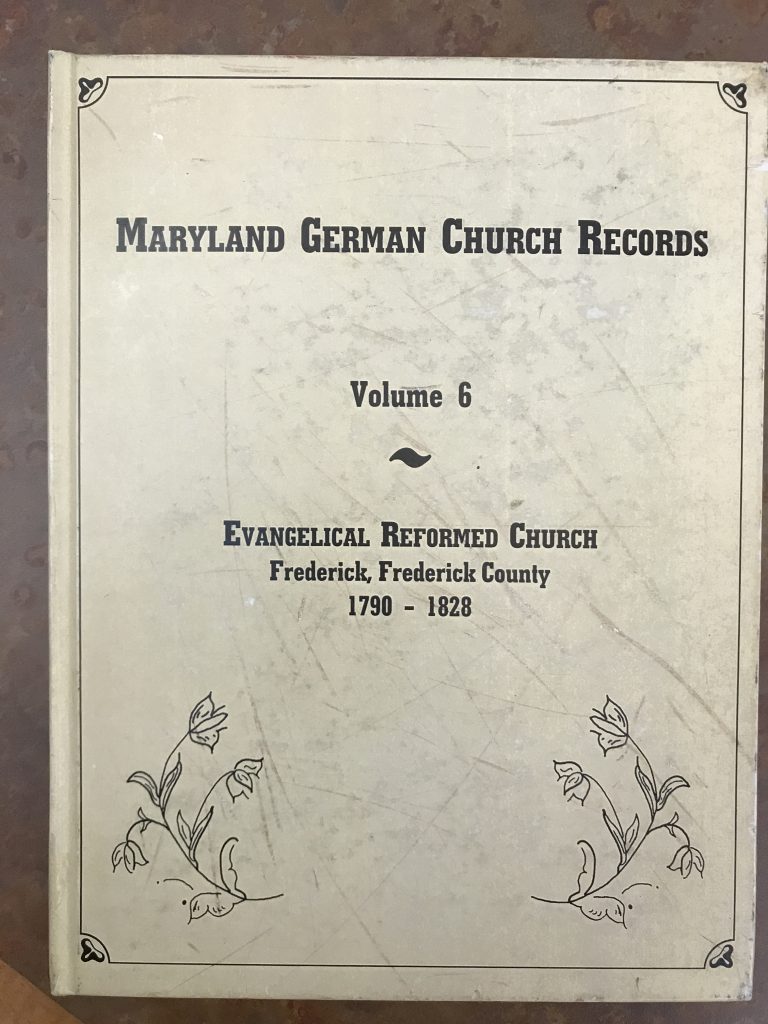 Maryland German Church Records
Volume 6
Evangelical Reformed Church
Frederick, Frederick County
1790 - 1828